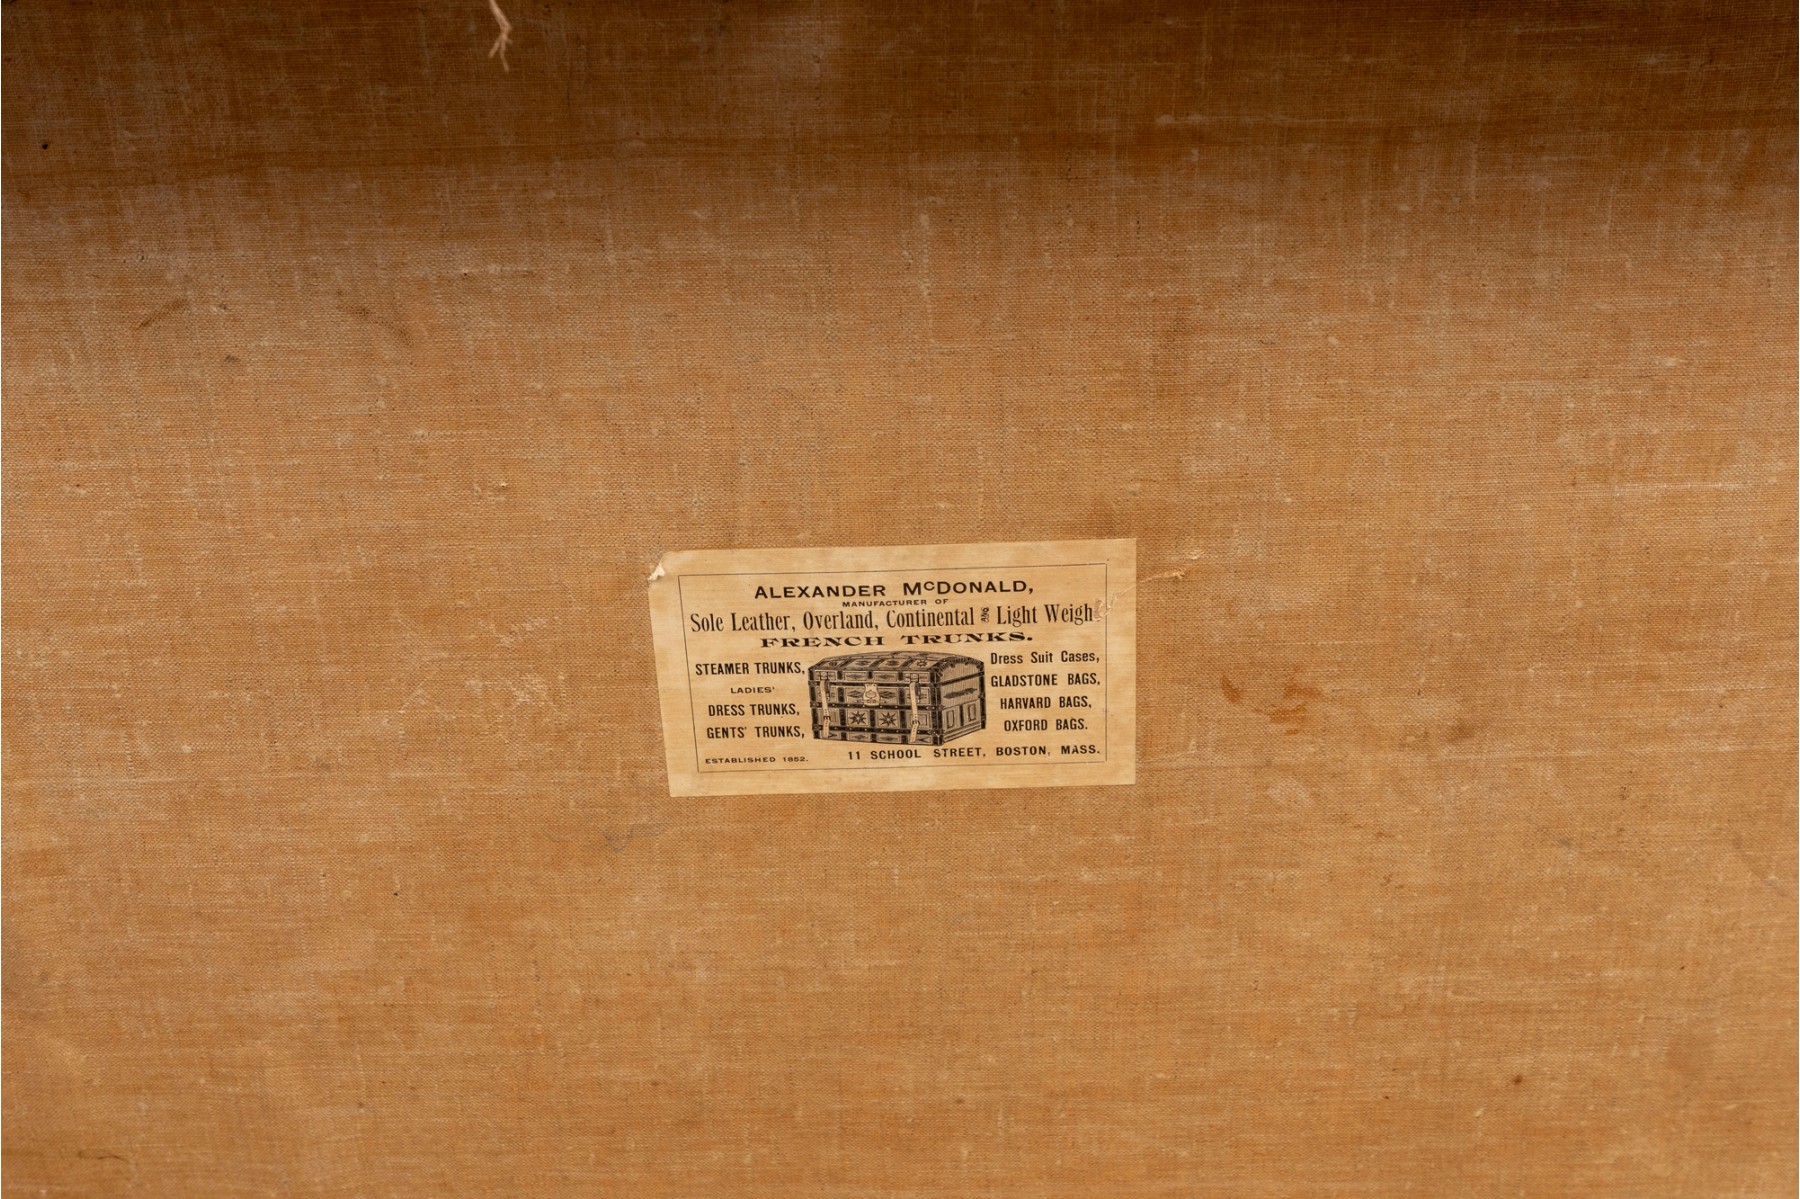 ALEXANDER McDONALD,
MANUFACTURER OF
Sole Leather, Overland, Continental & Light Weigh
FRENCH TRUNKS.
STEAMER TRUNKS,
LADIES'
DRESS TRUNKS,
GENTS' TRUNKS,
Dress Suit Cases,
GLADSTONE BAGS,
HARVARD BAGS,
OXFORD BAGS.
ESTABLISHED 1852.
11 SCHOOL STREET, BOSTON, MASS.